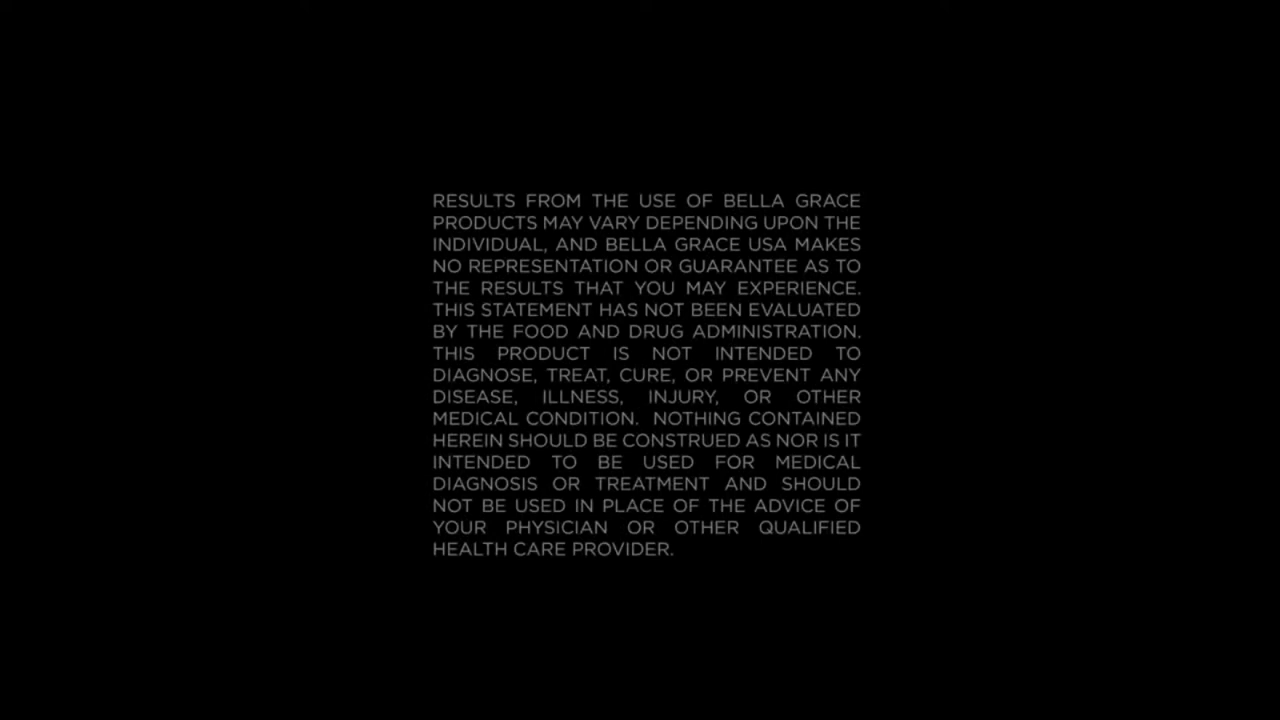 RESULTS FROM THE USE OF BELLA GRACE
PRODUCTS MAY VARY DEPENDING UPON THE
INDIVIDUAL, AND BELLA GRACE USA MAKES
NO REPRESENTATION OR GUARANTEE AS TO
THE RESULTS THAT YOU MAY EXPERIENCE.
THIS STATEMENT HAS NOT BEEN EVALUATED
BY THE FOOD AND DRUG ADMINISTRATION.
THIS PRODUCT IS NOT INTENDED TO
DIAGNOSE, TREAT, CURE, OR PREVENT ANY
DISEASE, ILLNESS, INJURY, OR OTHER
MEDICAL CONDITION. NOTHING CONTAINED
HEREIN SHOULD BE CONSTRUED AS NOR IS IT
INTENDED TO BE USED FOR MEDICAL
DIAGNOSIS OR TREATMENT AND SHOULD
NOT BE USED IN PLACE OF THE ADVICE OF
YOUR PHYSICIAN OR OTHER QUALIFIED
HEALTH CARE PROVIDER.